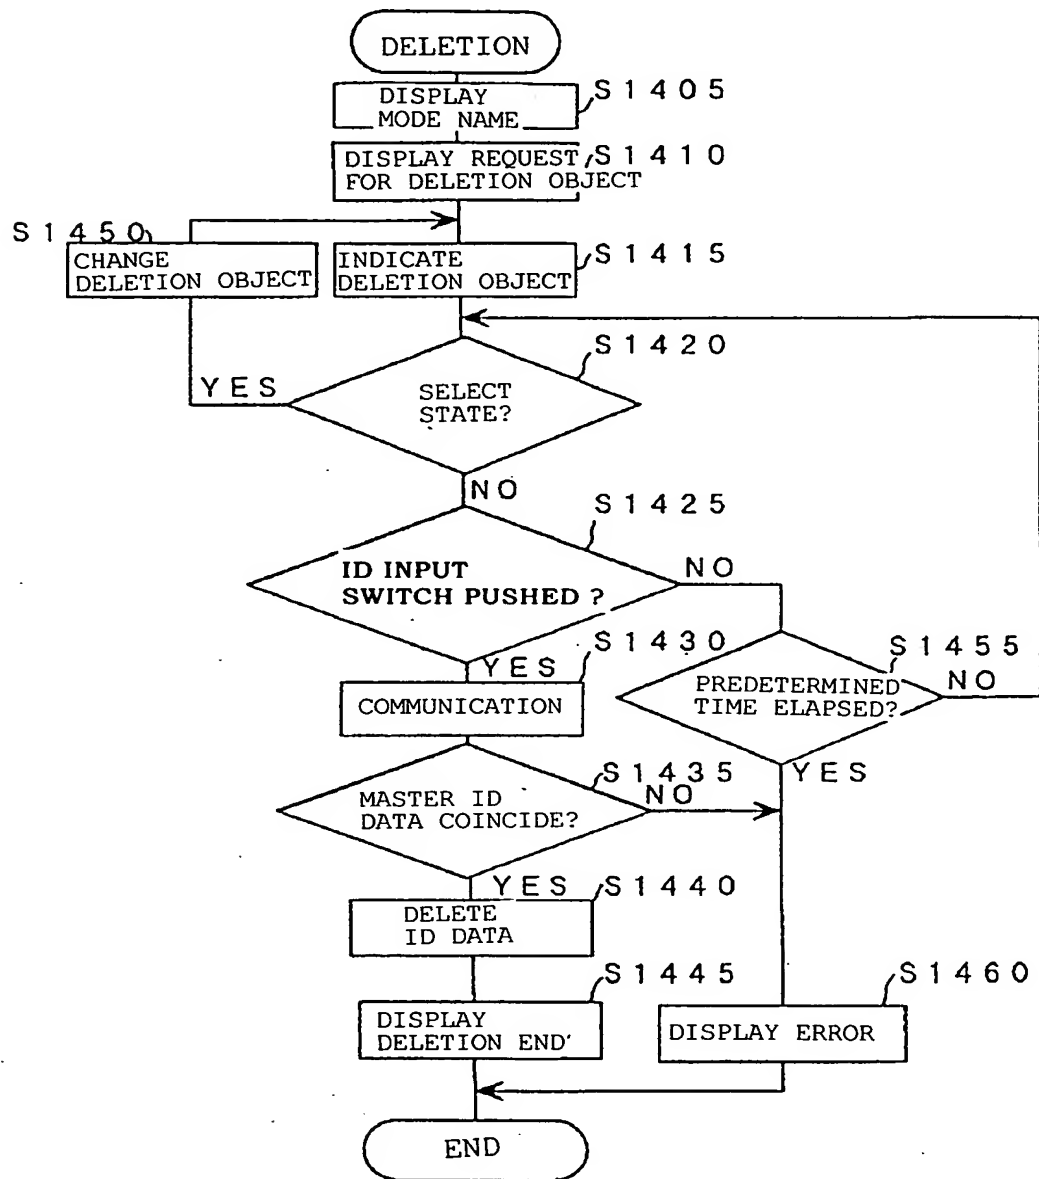 DELETION
DISPLAY
MODE NAME
S1405
DISPLAY REQUEST
FOR DELETION OBJECT
S1410
S1450
CHANGE
DELETION OBJECT
INDICATE
DELETION OBJECT
S1415
S1420
YES
SELECT
STATE?
NO
S1425
ID INPUT
SWITCH PUSHED ?
NO
S1430
YES
S1455
COMMUNICATION
PREDETERMINED
TIME ELAPSED?
NO
S1435
YES
MASTER ID
DATA COINCIDE?
NO
YES
S1440
DELETE
ID DATA
S1445
S1460
DISPLAY
DELETION END
DISPLAY ERROR
END